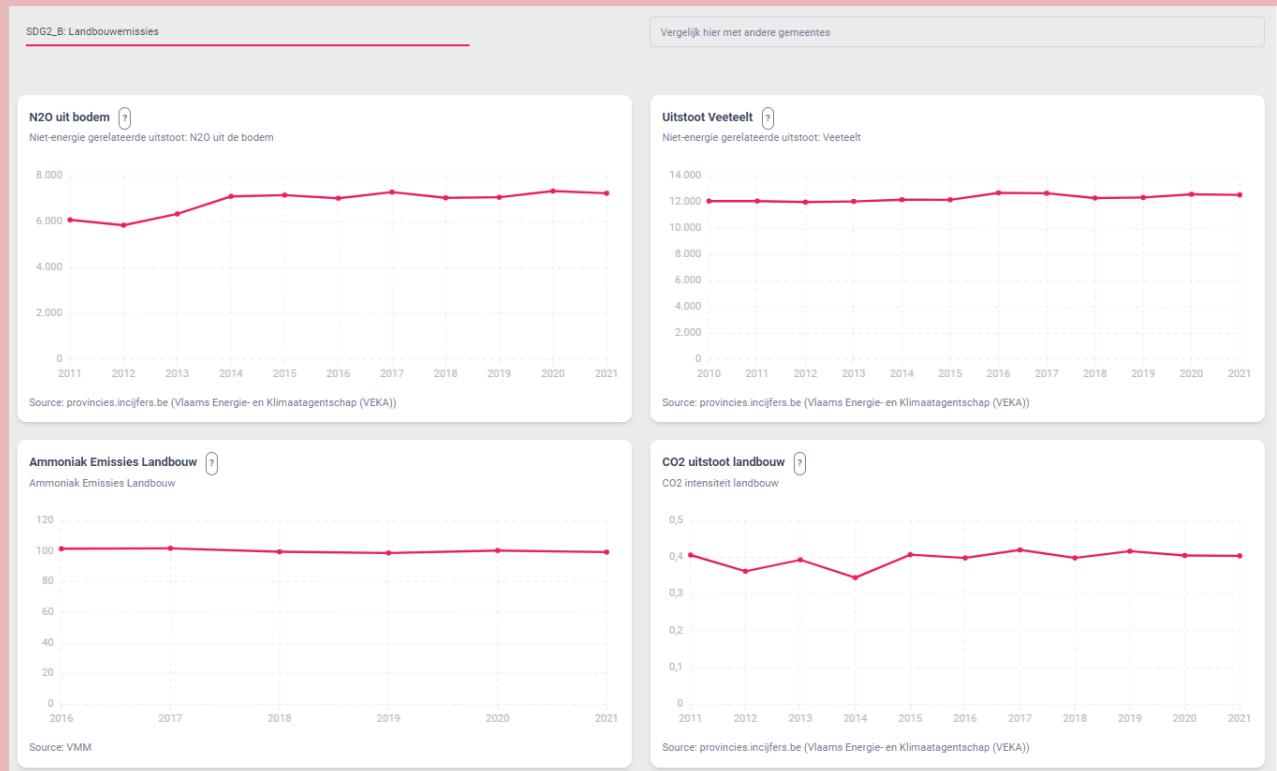 SDG2_B: Landbouwemissies
Vergelijk hier met andere gemeentes
N2O uit bodem ?
Niet-energie gerelateerde uitstoot: N2O uit de bodem
8.000
6.000
4.000
2.000
0
2011 2012 2013 2014 2015 2016 2017 2018 2019 2020 2021
Source: provincies.incijfers.be (Vlaams Energie- en Klimaatagentschap (VEKA))
Uitstoot Veeteelt ?
Niet-energie gerelateerde uitstoot: Veeteelt
14.000
12.000
10.000
8.000
6.000
4.000
2.000
0
2010 2011 2012 2013 2014 2015 2016 2017 2018 2019 2020 2021
Source: provincies.incijfers.be (Vlaams Energie- en Klimaatagentschap (VEKA))
Ammoniak Emissies Landbouw ?
Ammoniak Emissies Landbouw
120
100
80
60
40
20
0
2016 2017 2018 2019 2020 2021
Source: VMM
CO2 uitstoot landbouw ?
CO2 intensiteit landbouw
0,5
0,4
0,3
0,2
0,1
0
2011 2012 2013 2014 2015 2016 2017 2018 2019 2020 2021
Source: provincies.incijfers.be (Vlaams Energie- en Klimaatagentschap (VEKA))